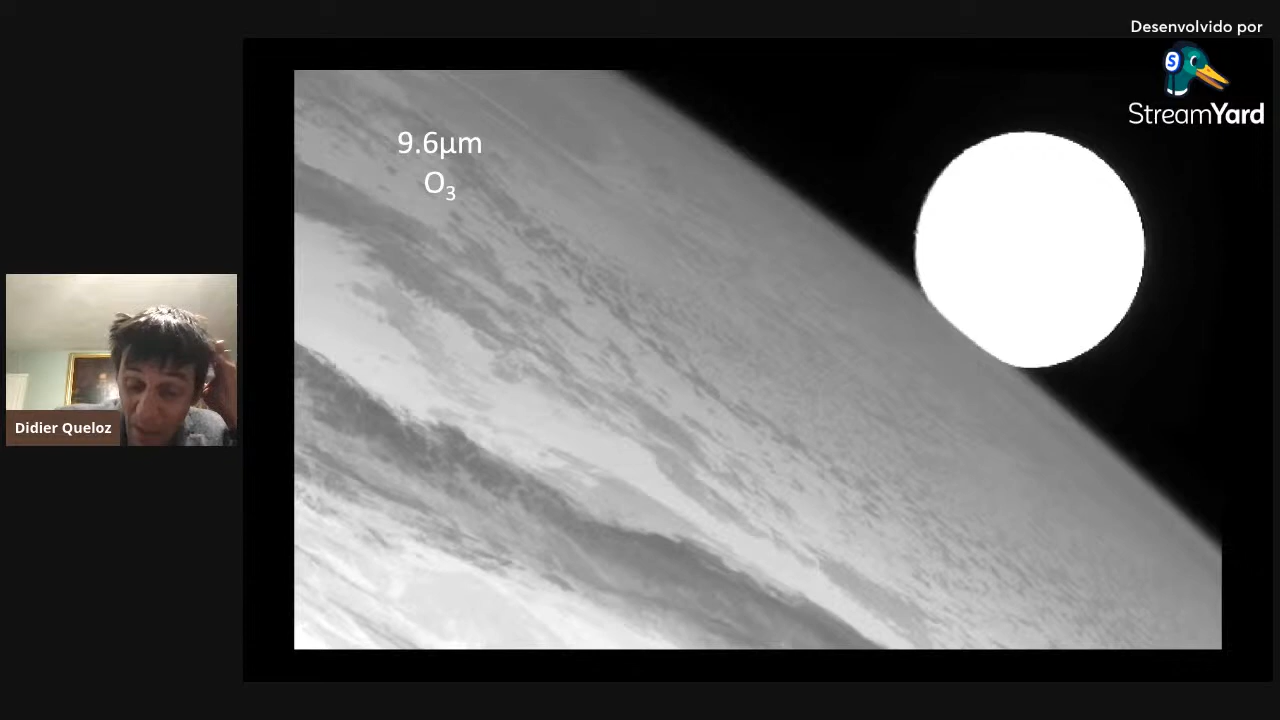 Desenvolvido por
StreamYard
9.6µm
O₃
Didier Queloz